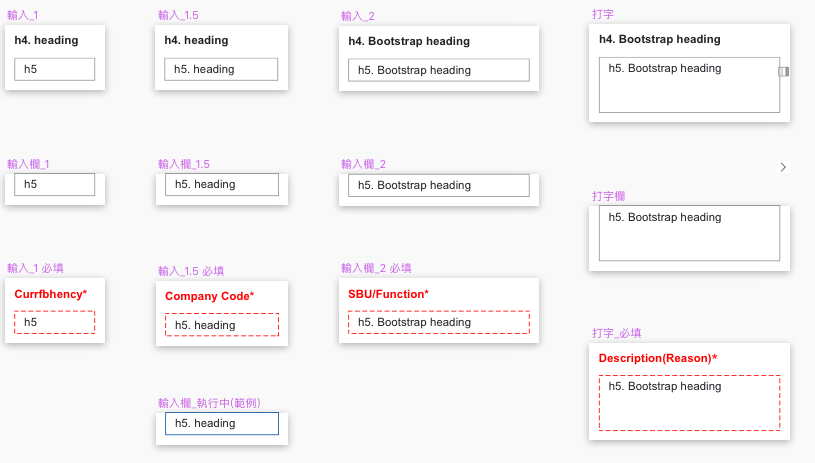 輸入_1
h4. heading
h5
輸入_1.5
h4. heading
h5. heading
輸入_2
h4. Bootstrap heading
h5. Bootstrap heading
打字
h4. Bootstrap heading
h5. Bootstrap heading
輸入欄_1
h5
輸入欄_1.5
h5. heading
輸入欄_2
h5. Bootstrap heading
打字欄
h5. Bootstrap heading
輸入_1 必填
Currfbhency*
h5
輸入_1.5 必填
Company Code*
h5. heading
輸入欄_2 必填
SBU/Function*
h5. Bootstrap heading
打字_必填
Description(Reason)*
h5. Bootstrap heading
輸入欄_執行中(範例)
h5. heading